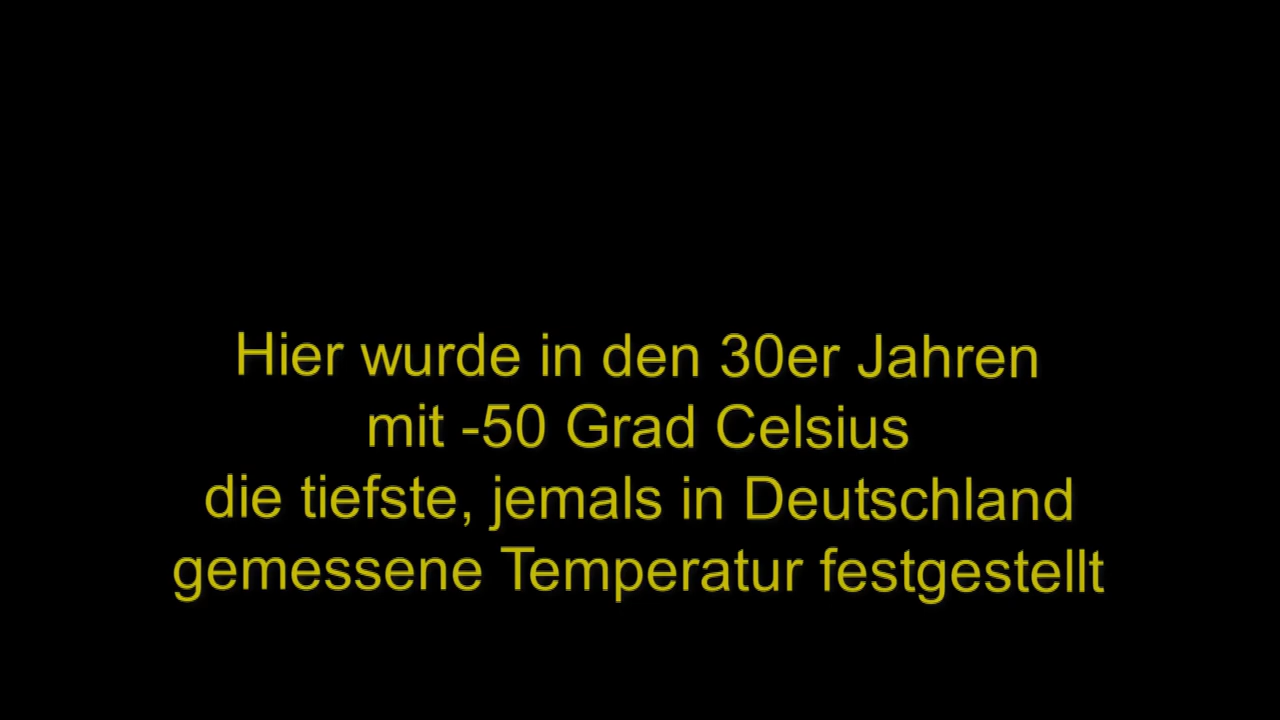 Hier wurde in den 30er Jahren
mit -50 Grad Celsius
die tiefste, jemals in Deutschland
gemessene Temperatur festgestellt